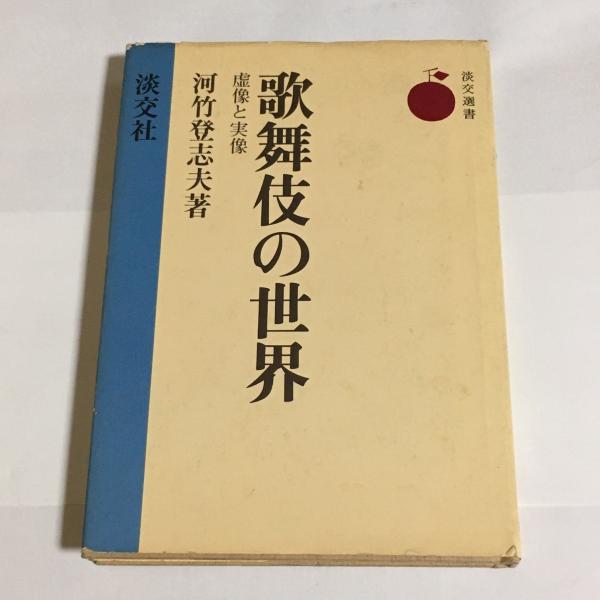 淡交選書
歌舞伎の世界
虚像と実像
河竹登志夫著
淡交社